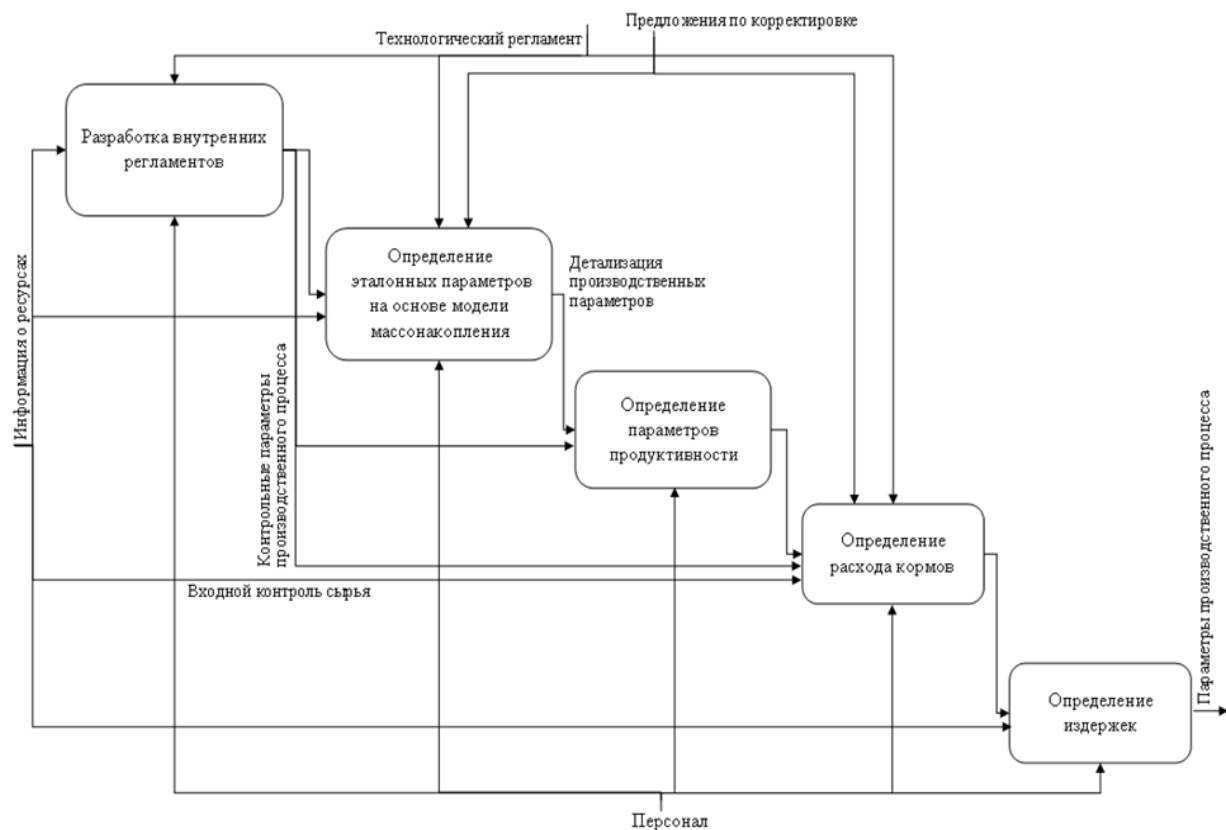 Предложения по корректировке
Технологический регламент
Разработка внутренних
регламентов
Определение
эталонных параметров
на основе модели
массонакопления
Детализация
производственных
параметров
Информация о ресурсах
Контрольные параметры
производственного процесса
Определение
параметров
продуктивности
Определение
расхода кормов
Входной контроль сырья
Параметры производственного процесса
Определение
издержек
Персонал